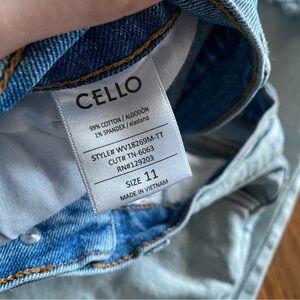 CELLO
99% COTTON / ALGODÓN
1% SPANDEX / elastand
STYLE# WV18269M-TT
CUT# TN-6063
RN#129203
SIZE 11
MADE IN VIETNAM